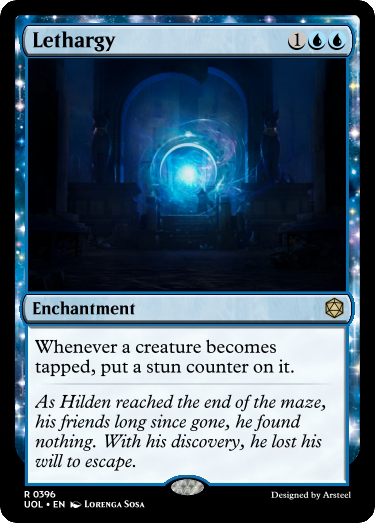 Lethargy 1
Enchantment
Whenever a creature becomes
tapped, put a stun counter on it.
As Hilden reached the end of the maze,
his friends long since gone, he found
nothing. With his discovery, he lost his
will to escape.
R 0396
UOL • EN Lorenga Sosa
Designed by Arsteel